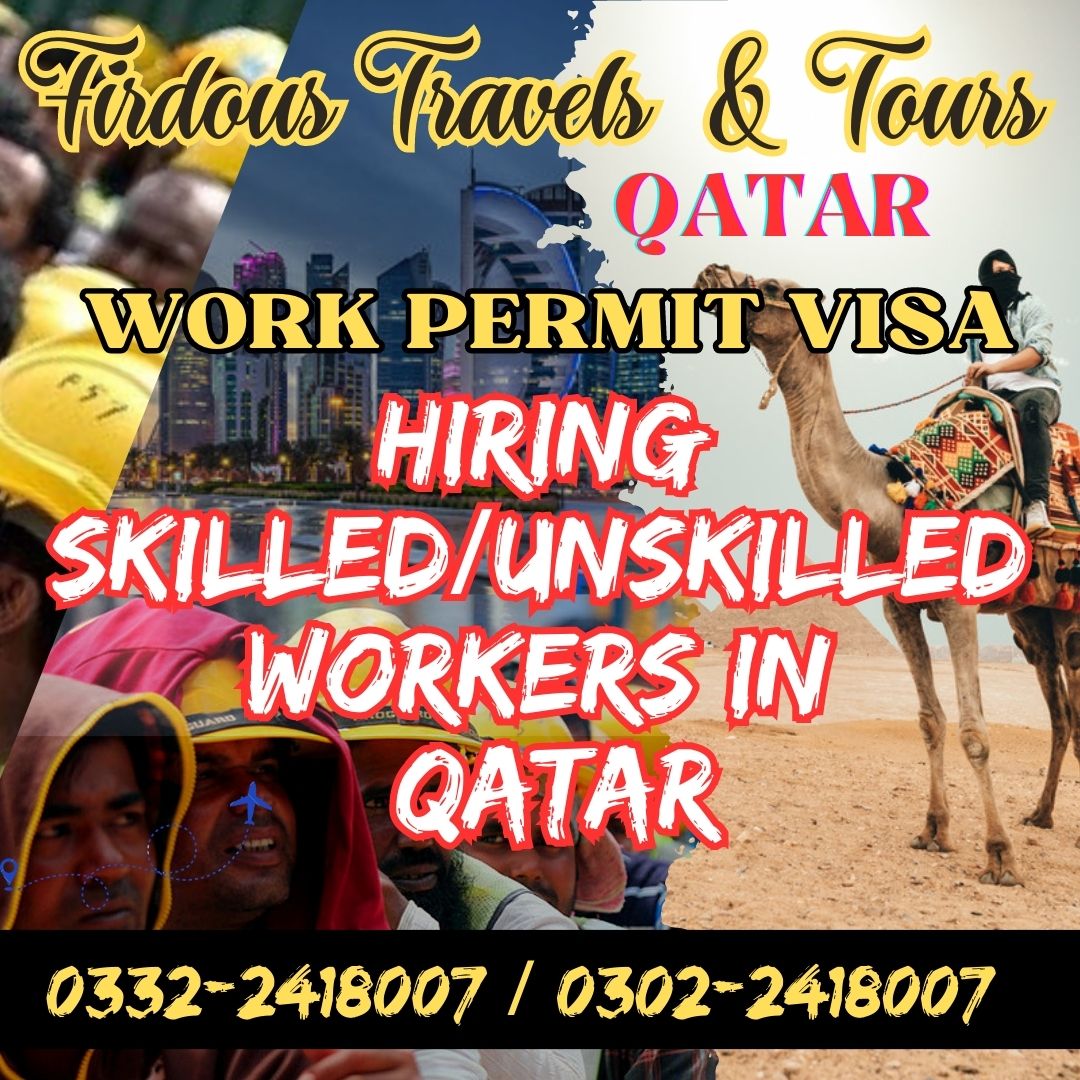 Firdous Travels & Tours
QATAR
WORK PERMIT VISA
HIRING
SKILLED/UNSKILLED
WORKERS IN
QATAR
0332-2418007 / 0302-2418007